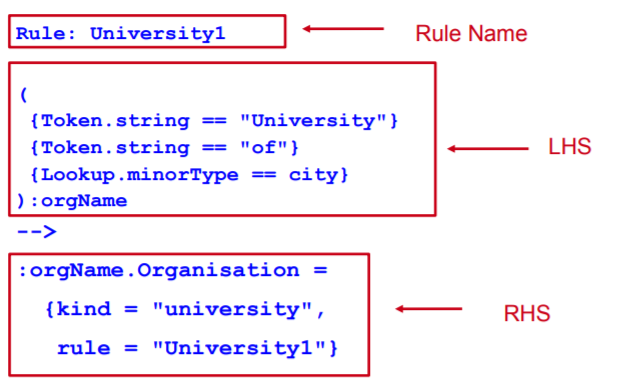 Rule: University1
Rule Name
(
{Token.string == "University"}
{Token.string == "of"}
{Lookup.minorType == city}
):orgName
LHS
-->
:orgName.Organisation =
{kind = "university",
rule = "University1"}
RHS